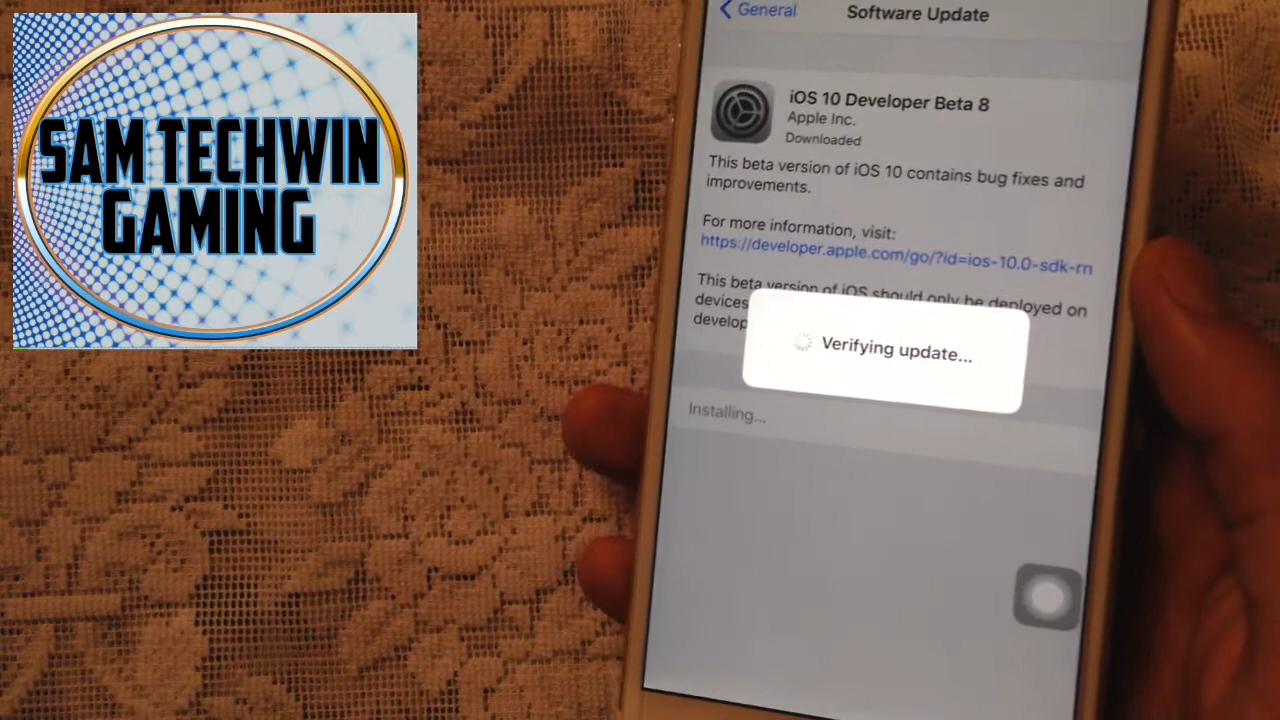 SAM TECHWIN
GAMING
General
Software Update
iOS 10 Developer Beta 8
Apple Inc.
Downloaded
This beta version of iOS 10 contains bug fixes and
improvements.
For more information, visit:
https://developer.apple.com/go/?id=ios-10.0-sdk-rn
This beta version of iOS should only be deployed on
devices
develop
Verifying update...
Installing...